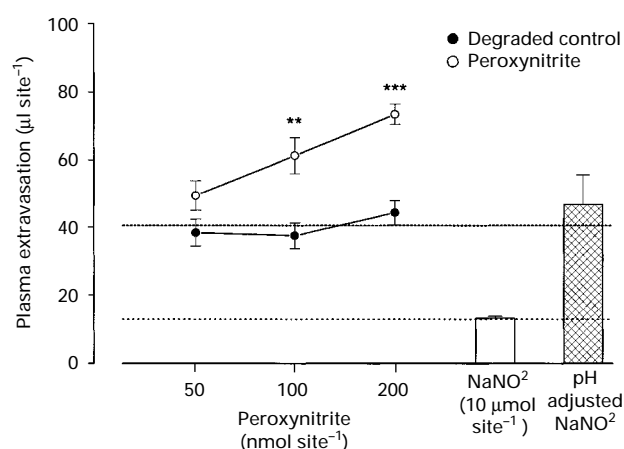 100
80
60
40
20
0
Plasma extravasation (µl site⁻¹)
● Degraded control
○ Peroxynitrite
**
***
50 100 200
Peroxynitrite
(nmol site⁻¹)
NaNO²
(10 µmol
site⁻¹ )
pH
adjusted
NaNO²